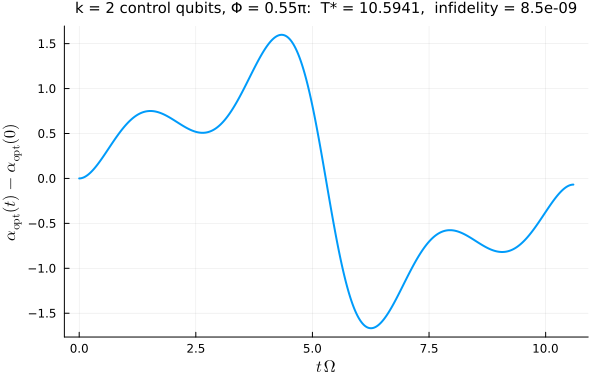 k = 2 control qubits, Φ = 0.55π:  T* = 10.5941,  infidelity = 8.5e-09
α_opt(t) − α_opt(0)
1.5
1.0
0.5
0.0
−0.5
−1.0
−1.5
0.0 2.5 5.0 7.5 10.0
t Ω